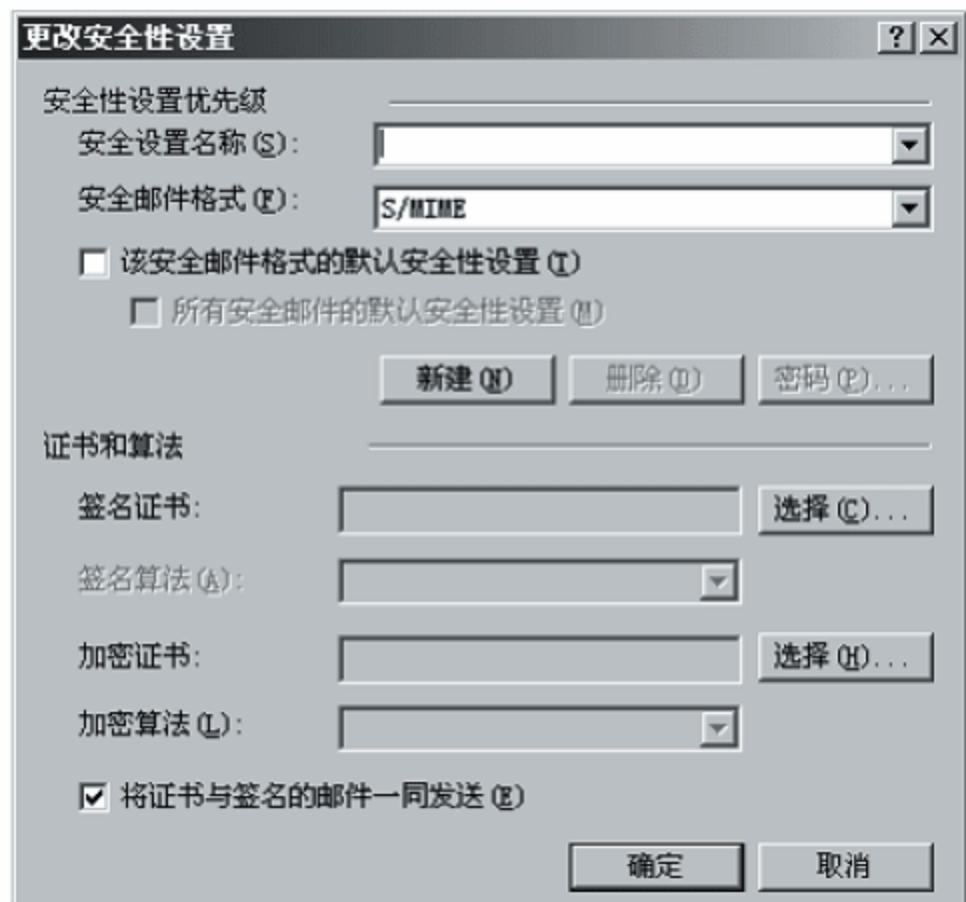 更改安全性设置
安全性设置优先级
安全设置名称(S):
安全邮件格式(F): S/MIME
该安全邮件格式的默认安全性设置(T)
所有安全邮件的默认安全性设置(M)
新建(N) 删除(D) 密码(P)...
证书和算法
签名证书: 选择(C)...
签名算法(A):
加密证书: 选择(H)...
加密算法(L):
将证书与签名的邮件一同发送(E)
确定 取消